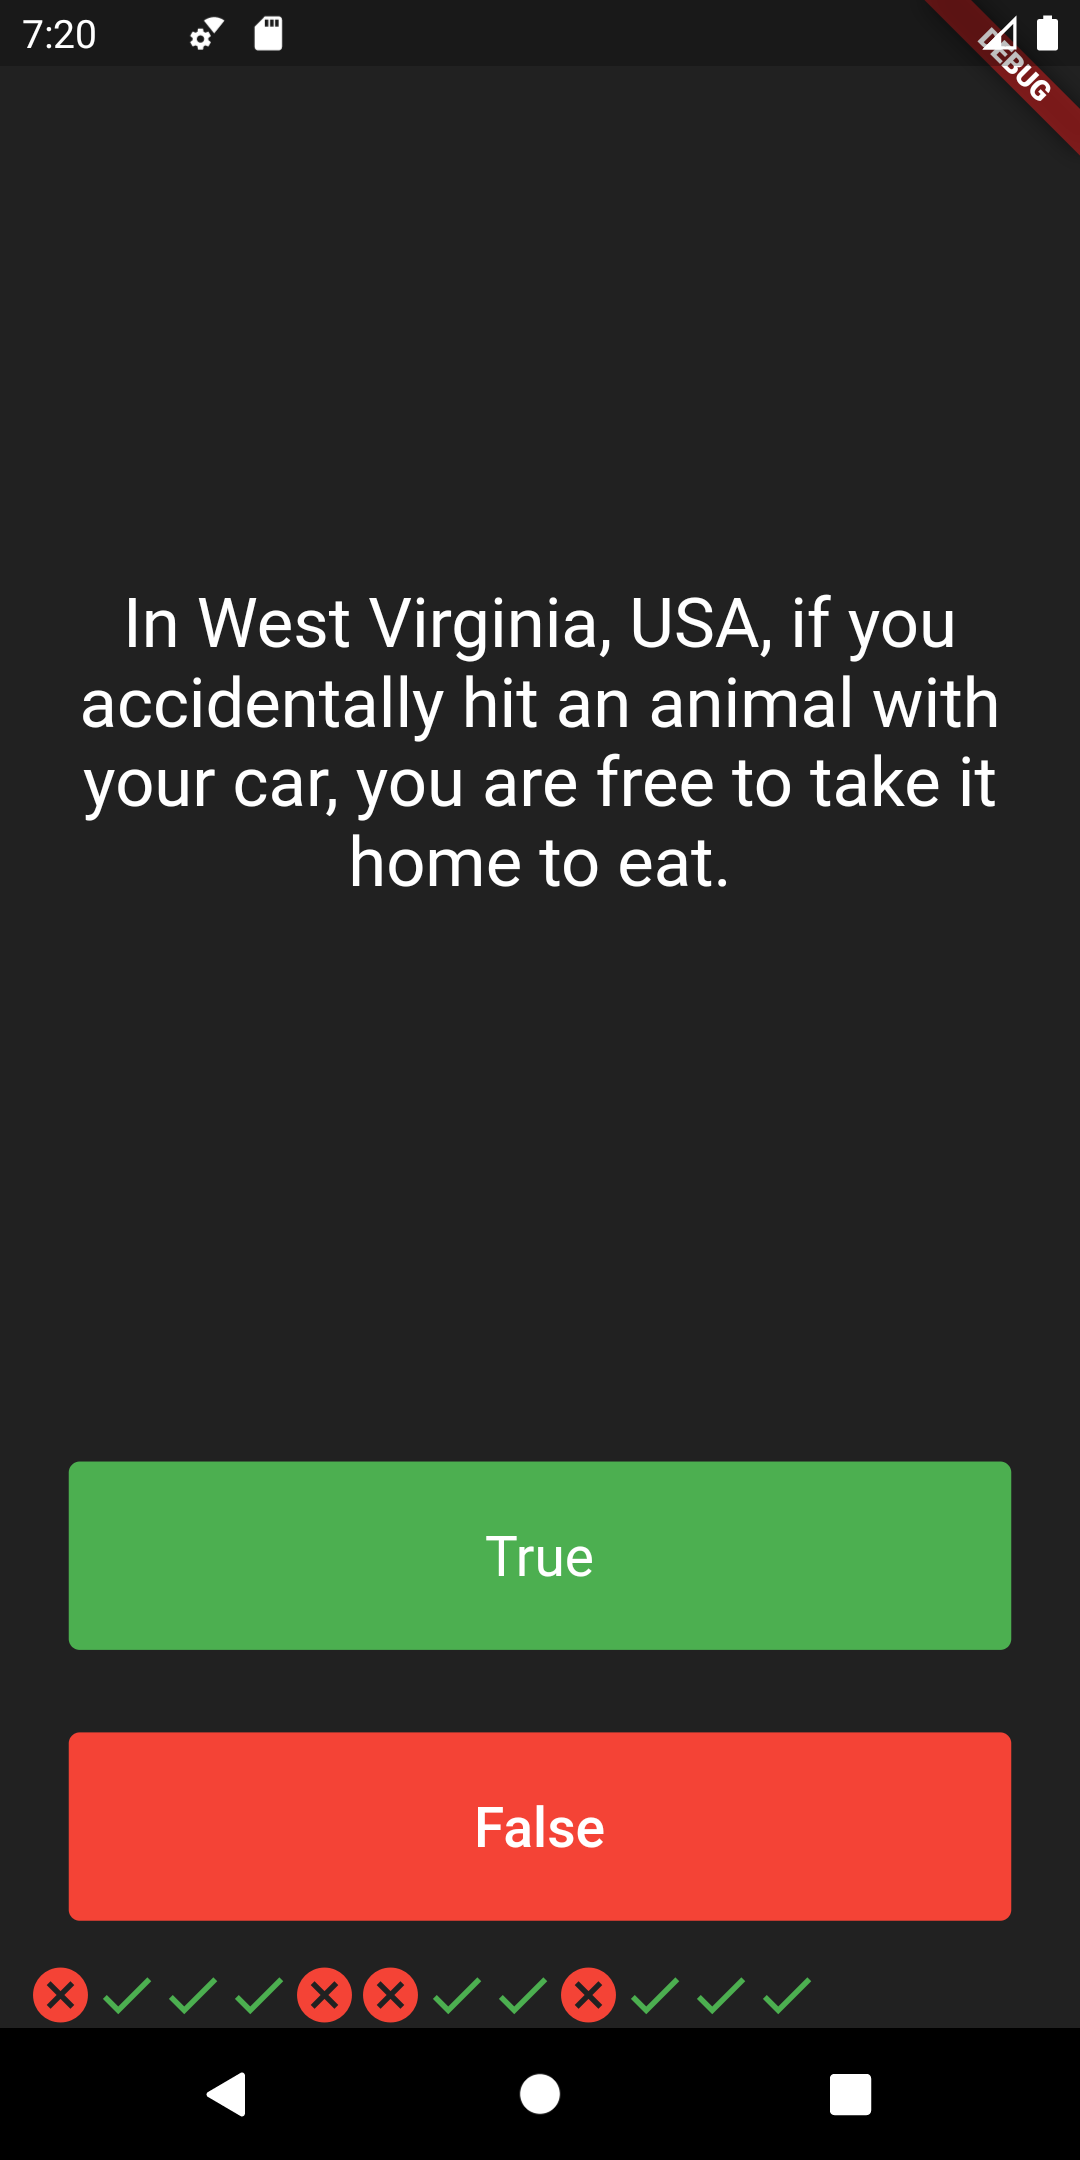 7:20
DEBUG
In West Virginia, USA, if you
accidentally hit an animal with
your car, you are free to take it
home to eat.
True
False